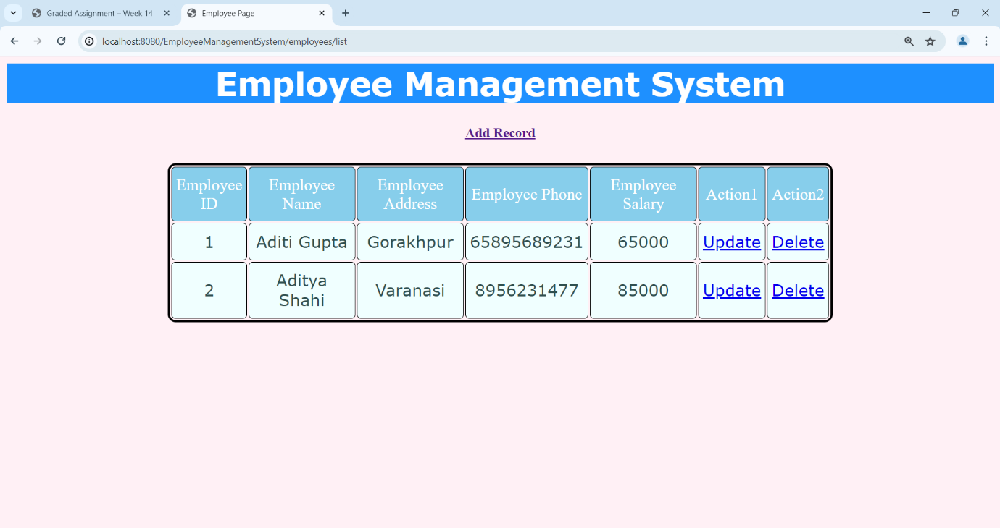 Graded Assignment – Week 14
Employee Page
localhost:8080/EmployeeManagementSystem/employees/list
Employee Management System
Add Record
Employee ID Employee Name Employee Address Employee Phone Employee Salary Action1 Action2
1 Aditi Gupta Gorakhpur 65895689231 65000 Update Delete
2 Aditya Shahi Varanasi 8956231477 85000 Update Delete